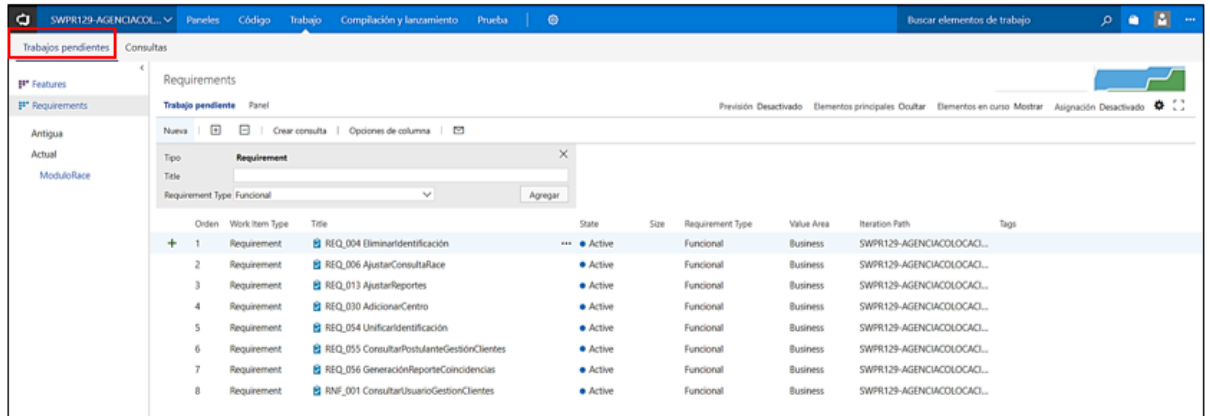 SWPR129-AGENCIACOL... Paneles Código Trabajo Compilación y lanzamiento Prueba Buscar elementos de trabajo
Trabajos pendientes Consultas
Features
Requirements
Antigua
Actual
ModuloRace
Requirements
Trabajo pendiente Panel Previsión Desactivado Elementos principales Ocultar Elementos en curso Mostrar Asignación Desactivado
Nueva Crear consulta Opciones de columna
Tipo Requirement
Title
Requirement Type Funcional Agregar
Orden Work Item Type Title State Size Requirement Type Value Area Iteration Path Tags
1 Requirement REQ_004 EliminarIdentificación ... Active Funcional Business SWPR129-AGENCIACOLOCACI...
2 Requirement REQ_006 AjustarConsultaRace Active Funcional Business SWPR129-AGENCIACOLOCACI...
3 Requirement REQ_013 AjustarReportes Active Funcional Business SWPR129-AGENCIACOLOCACI...
4 Requirement REQ_030 AdicionarCentro Active Funcional Business SWPR129-AGENCIACOLOCACI...
5 Requirement REQ_054 UnificarIdentificación Active Funcional Business SWPR129-AGENCIACOLOCACI...
6 Requirement REQ_055 ConsultarPostulanteGestiónClientes Active Funcional Business SWPR129-AGENCIACOLOCACI...
7 Requirement REQ_056 GeneraciónReporteCoincidencias Active Funcional Business SWPR129-AGENCIACOLOCACI...
8 Requirement RNF_001 ConsultarUsuarioGestionClientes Active Funcional Business SWPR129-AGENCIACOLOCACI...